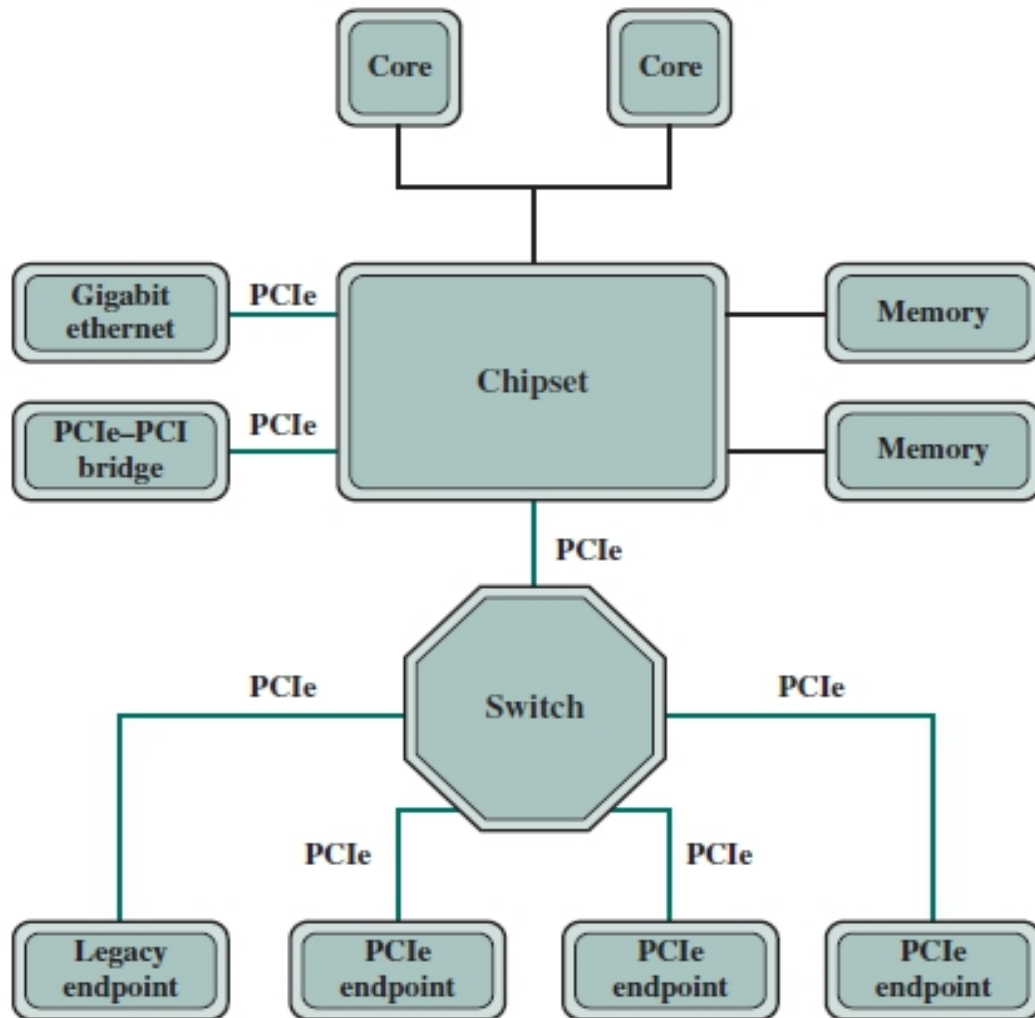 Core
Core
Gigabit
ethernet
PCIe
Chipset
Memory
PCIe–PCI
bridge
PCIe
Memory
PCIe
PCIe
Switch
PCIe
PCIe
PCIe
Legacy
endpoint
PCIe
endpoint
PCIe
endpoint
PCIe
endpoint